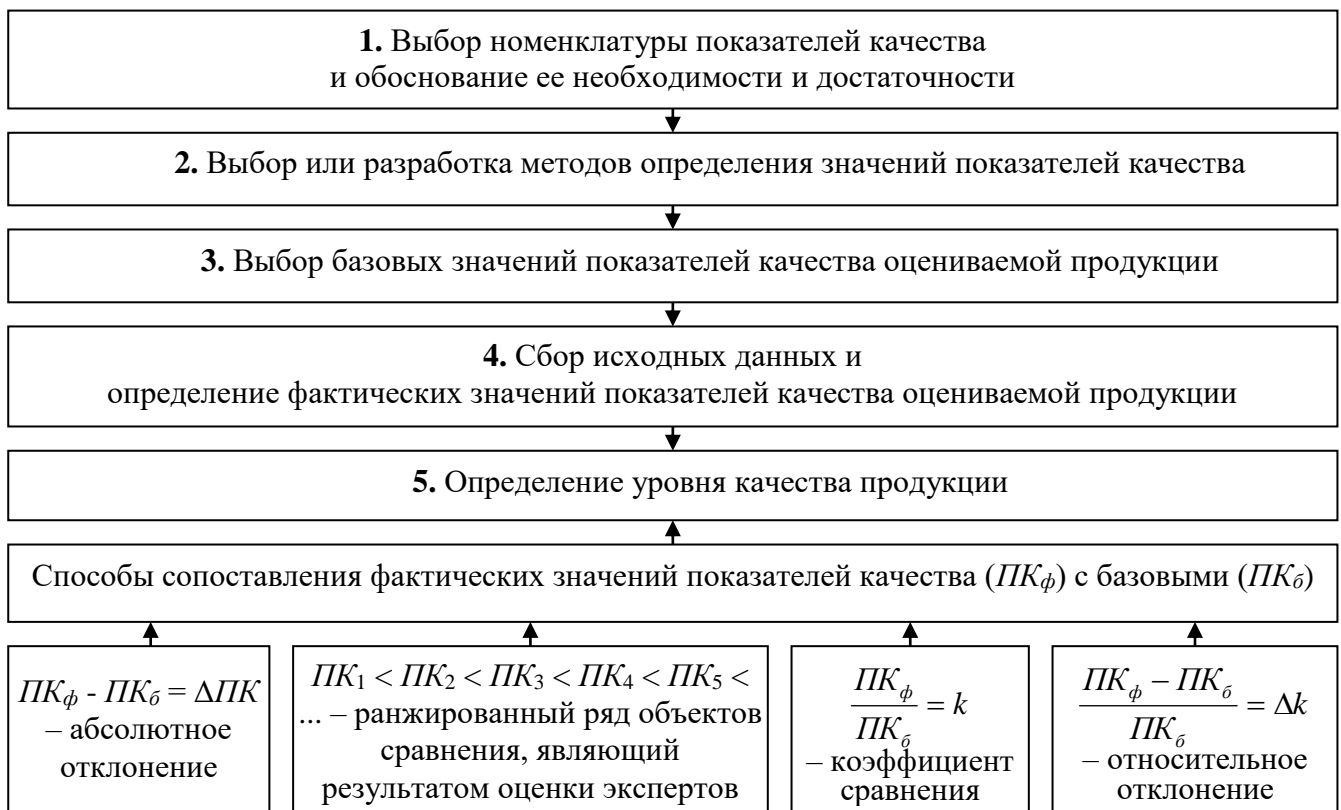 1. Выбор номенклатуры показателей качества
и обоснование ее необходимости и достаточности
2. Выбор или разработка методов определения значений показателей качества
3. Выбор базовых значений показателей качества оцениваемой продукции
4. Сбор исходных данных и
определение фактических значений показателей качества оцениваемой продукции
5. Определение уровня качества продукции
Способы сопоставления фактических значений показателей качества (ПКф) с базовыми (ПКб)
ПКф - ПКб = ΔПК
– абсолютное
отклонение
ПК1 < ПК2 < ПК3 < ПК4 < ПК5 <
... – ранжированный ряд объектов
сравнения, являющий
результатом оценки экспертов
ПКф
= k
ПКб
– коэффициент
сравнения
ПКф – ПКб
= Δk
ПКб
– относительное
отклонение